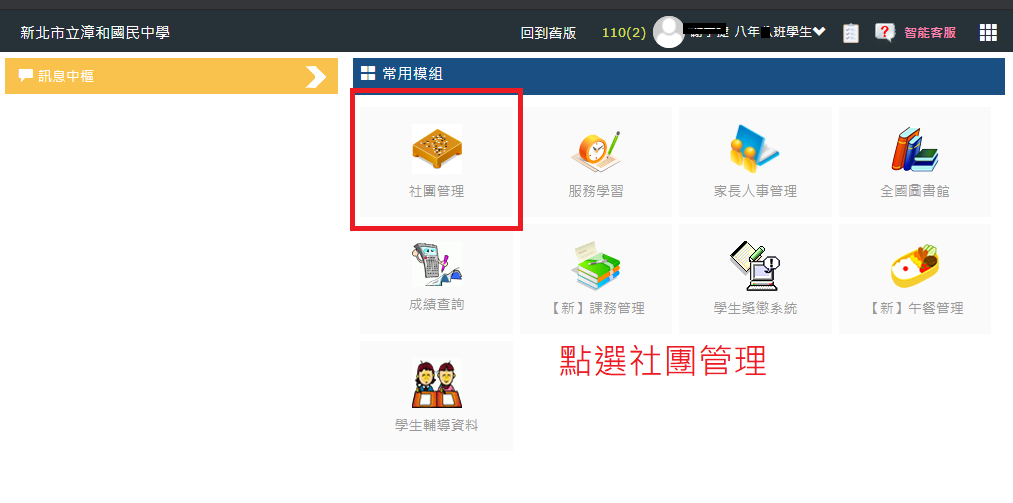 新北市立漳和國民中學
回到舊版
110(2)
八年 班學生
智能客服
訊息中樞
常用模組
社團管理
服務學習
家長人事管理
全國圖書館
成績查詢
【新】課務管理
學生獎懲系統
【新】午餐管理
點選社團管理
學生輔導資料